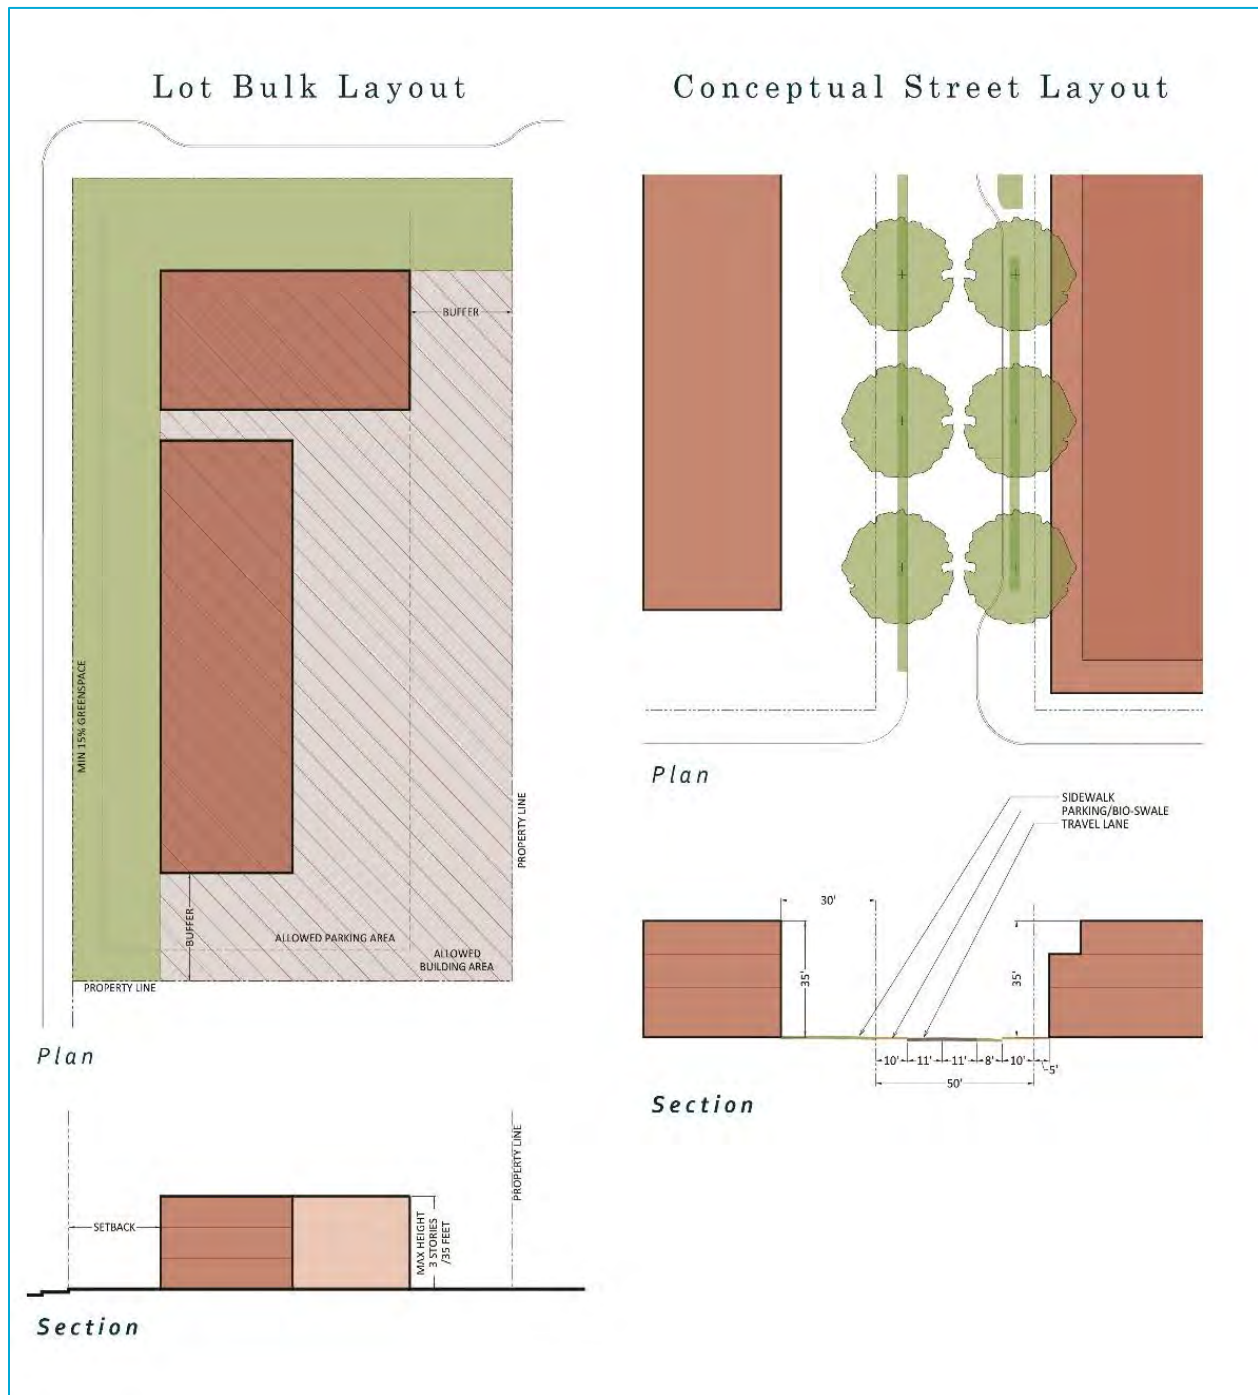 Lot Bulk Layout
BUFFER
MIN 15% GREENSPACE
PROPERTY LINE
BUFFER
ALLOWED PARKING AREA
ALLOWED
BUILDING AREA
PROPERTY LINE
Plan
PROPERTY LINE
SETBACK
MAX HEIGHT
3 STORIES
/35 FEET
Section
Conceptual Street Layout
Plan
SIDEWALK
PARKING/BIO-SWALE
TRAVEL LANE
30'
35'
35'
10' 11' 11' 8' 10' 5'
50'
Section